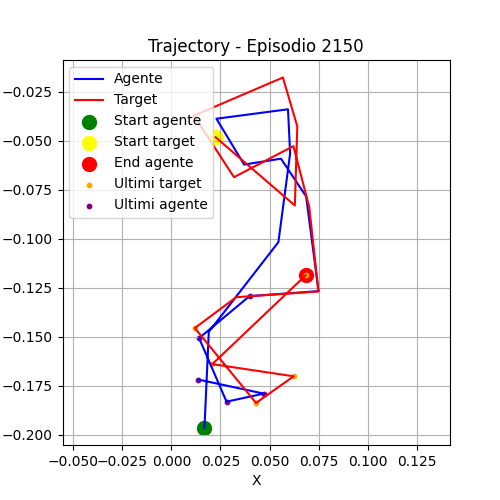 Trajectory - Episodio 2150
Agente
Target
Start agente
Start target
End agente
Ultimi target
Ultimi agente
−0.025
−0.050
−0.075
−0.100
−0.125
−0.150
−0.175
−0.200
−0.050 −0.025 0.000 0.025 0.050 0.075 0.100 0.125
X